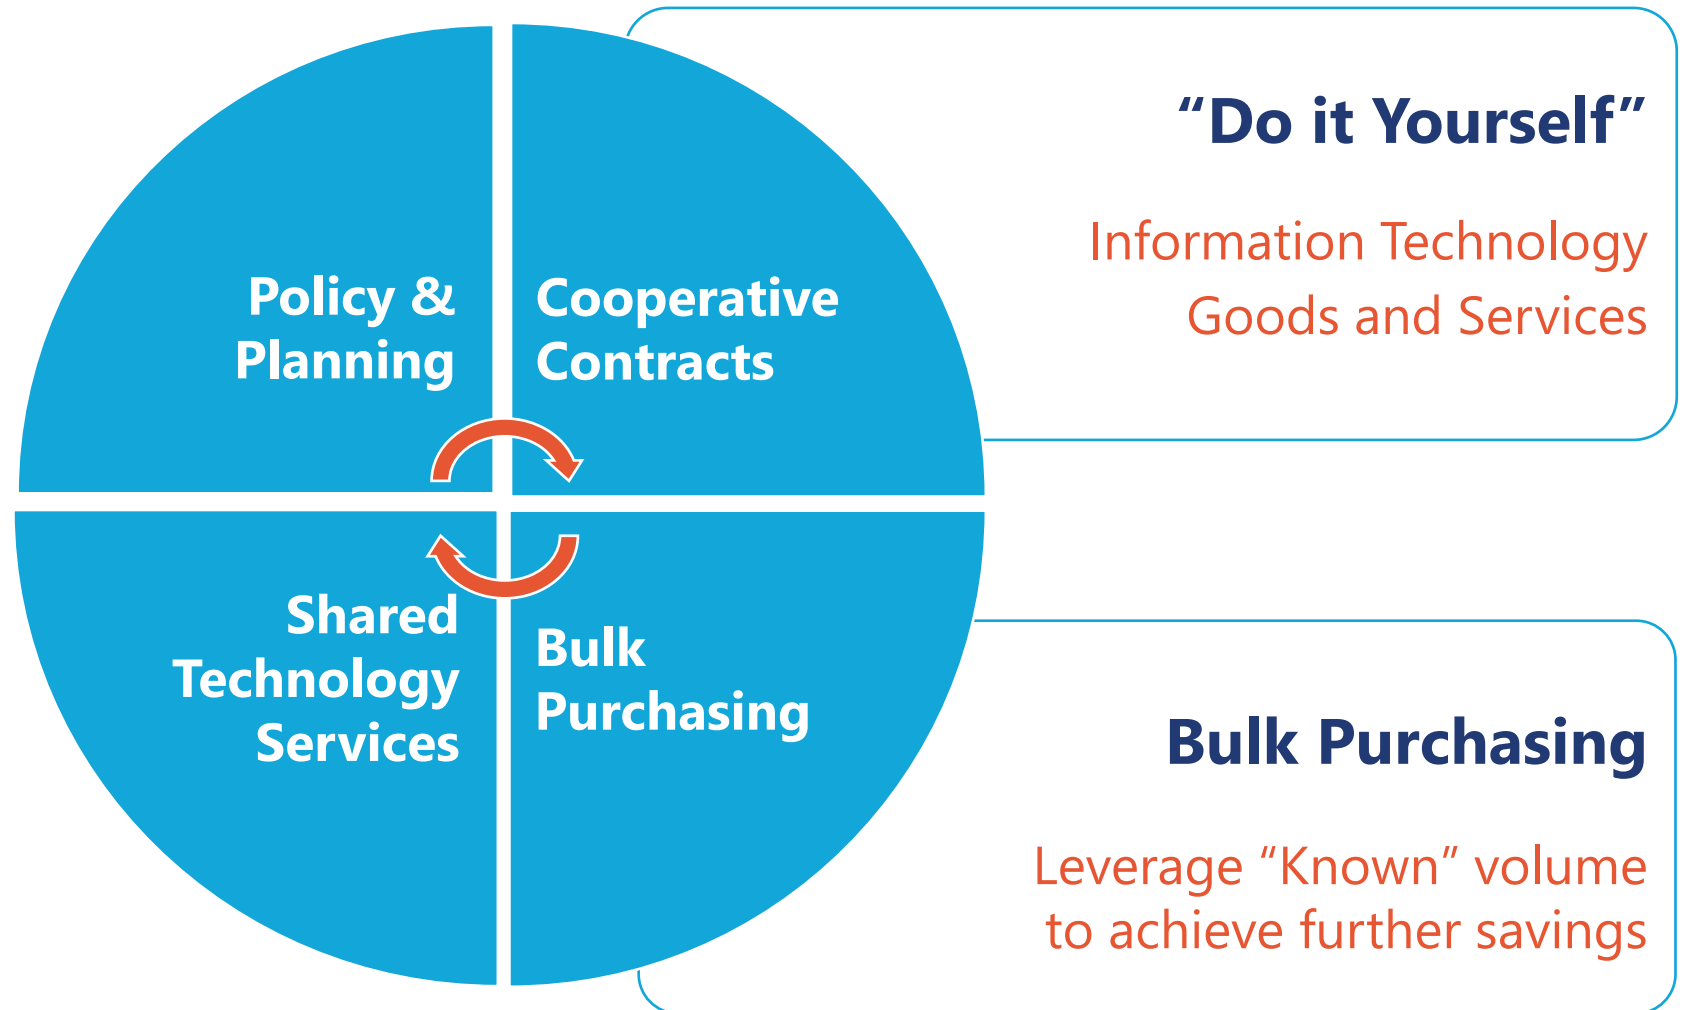 Policy &
Planning
Cooperative
Contracts
Shared
Technology
Services
Bulk
Purchasing
“Do it Yourself”
Information Technology
Goods and Services
Bulk Purchasing
Leverage “Known” volume
to achieve further savings